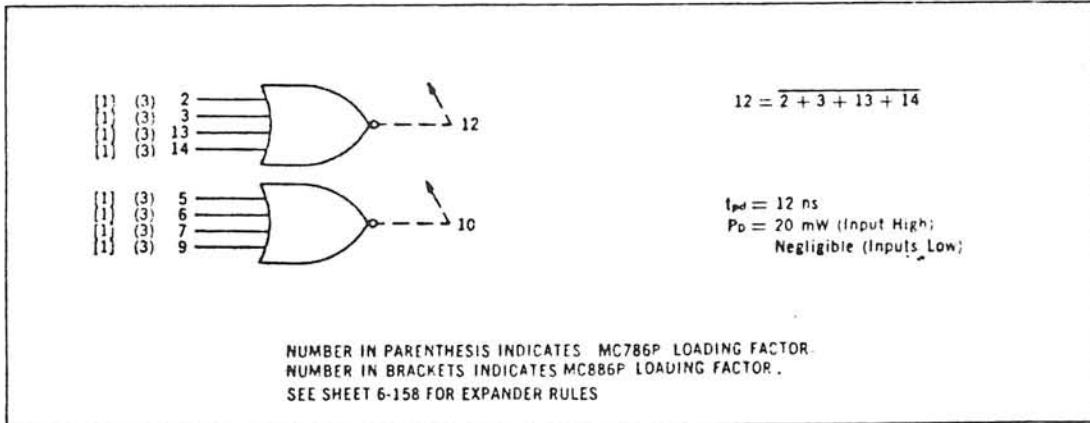 [1] (3) 2
[1] (3) 3
[1] (3) 13
[1] (3) 14
12
12 = 2 + 3 + 13 + 14
[1] (3) 5
[1] (3) 6
[1] (3) 7
[1] (3) 9
10
tpd = 12 ns
PD = 20 mW (Input High)
Negligible (Inputs Low)
NUMBER IN PARENTHESIS INDICATES MC786P LOADING FACTOR.
NUMBER IN BRACKETS INDICATES MC886P LOADING FACTOR.
SEE SHEET 6-158 FOR EXPANDER RULES